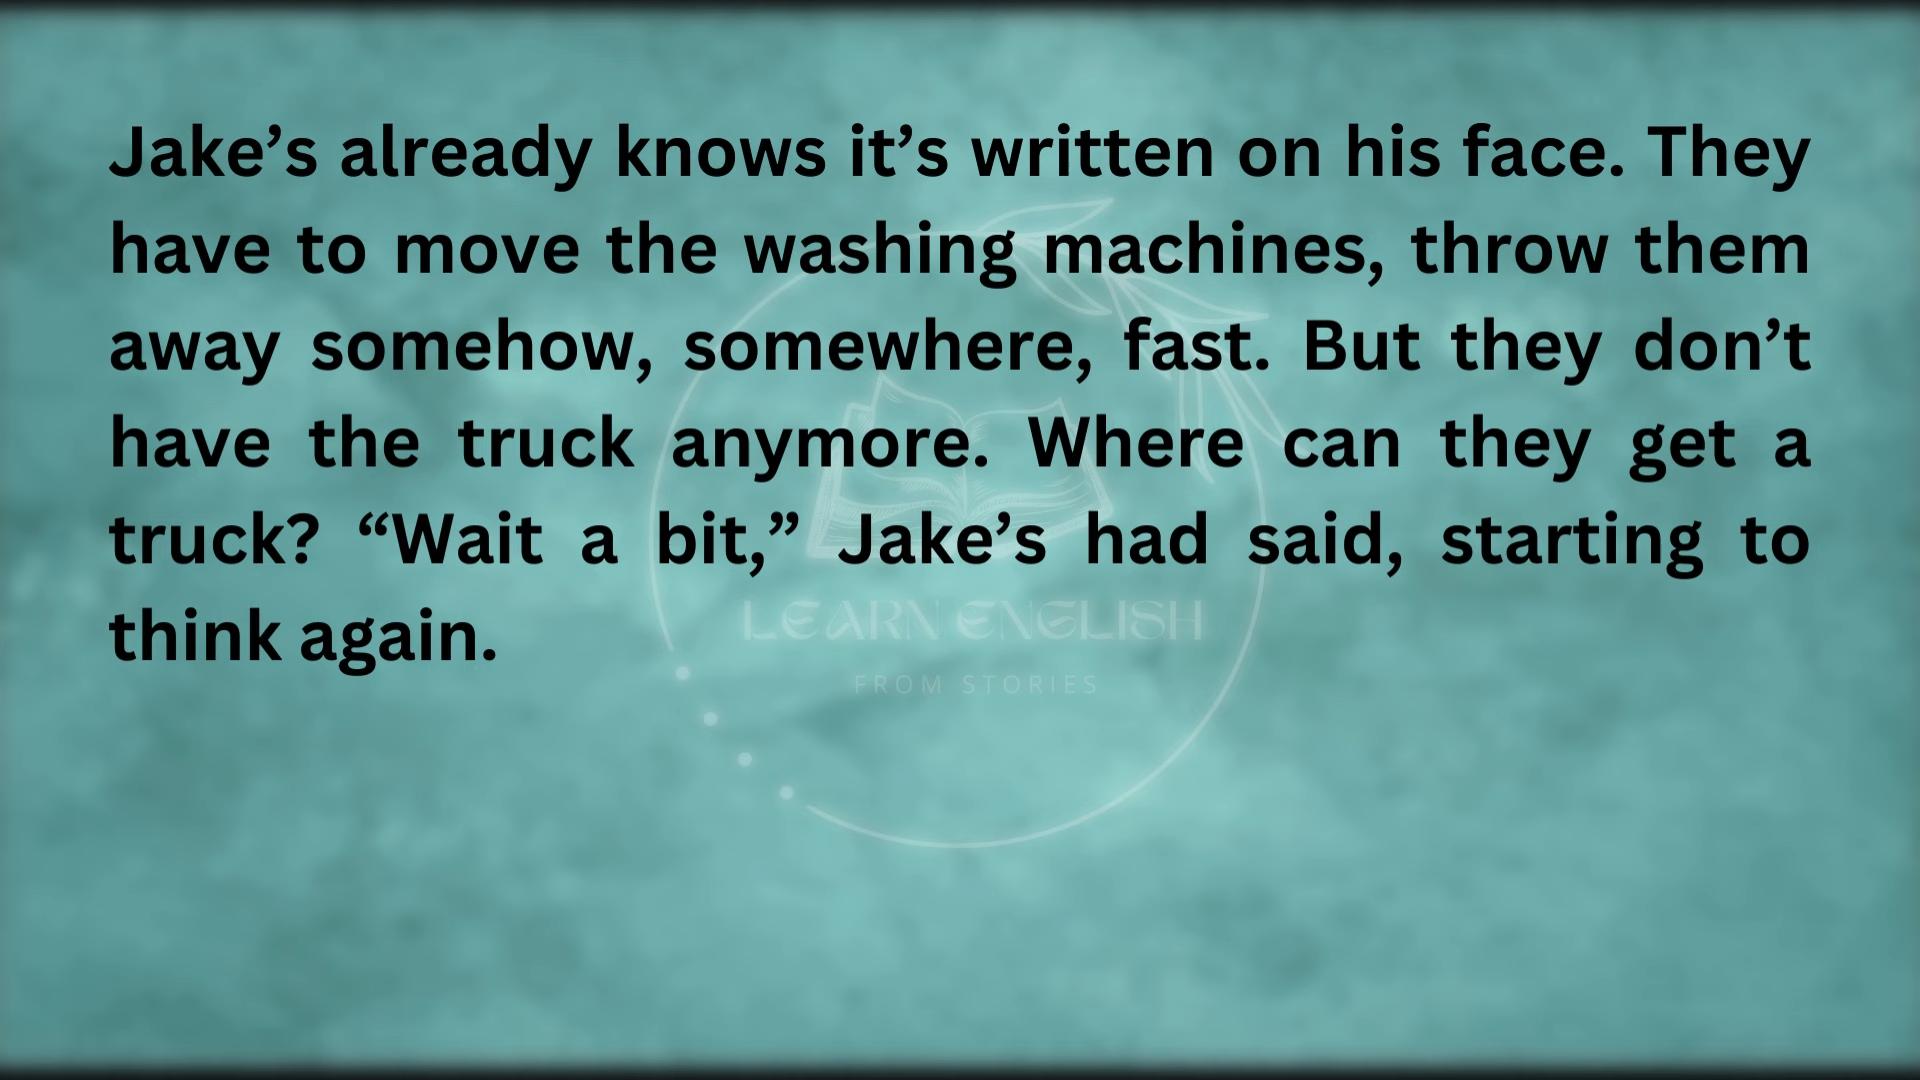 Jake’s already knows it’s written on his face. They
have to move the washing machines, throw them
away somehow, somewhere, fast. But they don’t
have the truck anymore. Where can they get a
truck? “Wait a bit,” Jake’s had said, starting to
think again.
LEARN ENGLISH
FROM STORIES